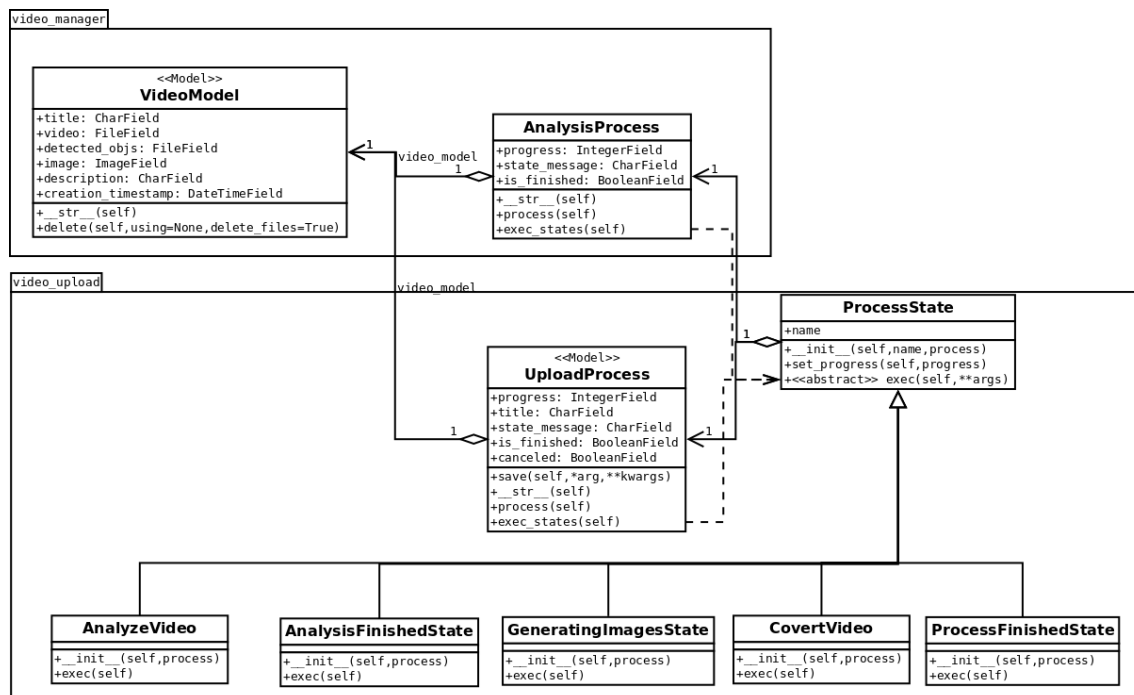 video_manager
<<Model>>
VideoModel
+title: CharField
+video: FileField
+detected_objs: FileField
+image: ImageField
+description: CharField
+creation_timestamp: DateTimeField
+__str__(self)
+delete(self,using=None,delete_files=True)
1
video_model
1
AnalysisProcess
+progress: IntegerField
+state_message: CharField
+is_finished: BooleanField
+__str__(self)
+process(self)
+exec_states(self)
1
video_upload
video_model
ProcessState
+name
+__init__(self,name,process)
+set_progress(self,progress)
+<<abstract>> exec(self,**args)
1
<<Model>>
UploadProcess
+progress: IntegerField
+title: CharField
+state_message: CharField
+is_finished: BooleanField
+canceled: BooleanField
+save(self,*arg,**kwargs)
+__str__(self)
+process(self)
+exec_states(self)
1
1
AnalyzeVideo
+__init__(self,process)
+exec(self)
AnalysisFinishedState
+__init__(self,process)
+exec(self)
GeneratingImagesState
+__init__(self,process)
+exec(self)
CovertVideo
+__init__(self,process)
+exec(self)
ProcessFinishedState
+__init__(self,process)
+exec(self)